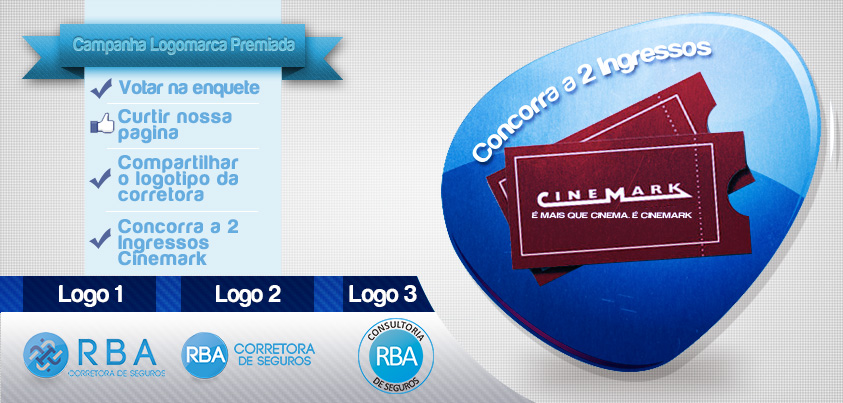 Campanha Logomarca Premiada
Votar na enquete
Curtir nossa
pagina
Compartilhar
o logotipo da
corretora
Concorra a 2
Ingressos
Cinemark
Concorra a 2 Ingressos
CINEMARK
É MAIS QUE CINEMA. É CINEMARK
Logo 1
Logo 2
Logo 3
RBA
CORRETORA DE SEGUROS
RBA
CORRETORA
DE SEGUROS
CONSULTORIA
RBA
DE SEGUROS